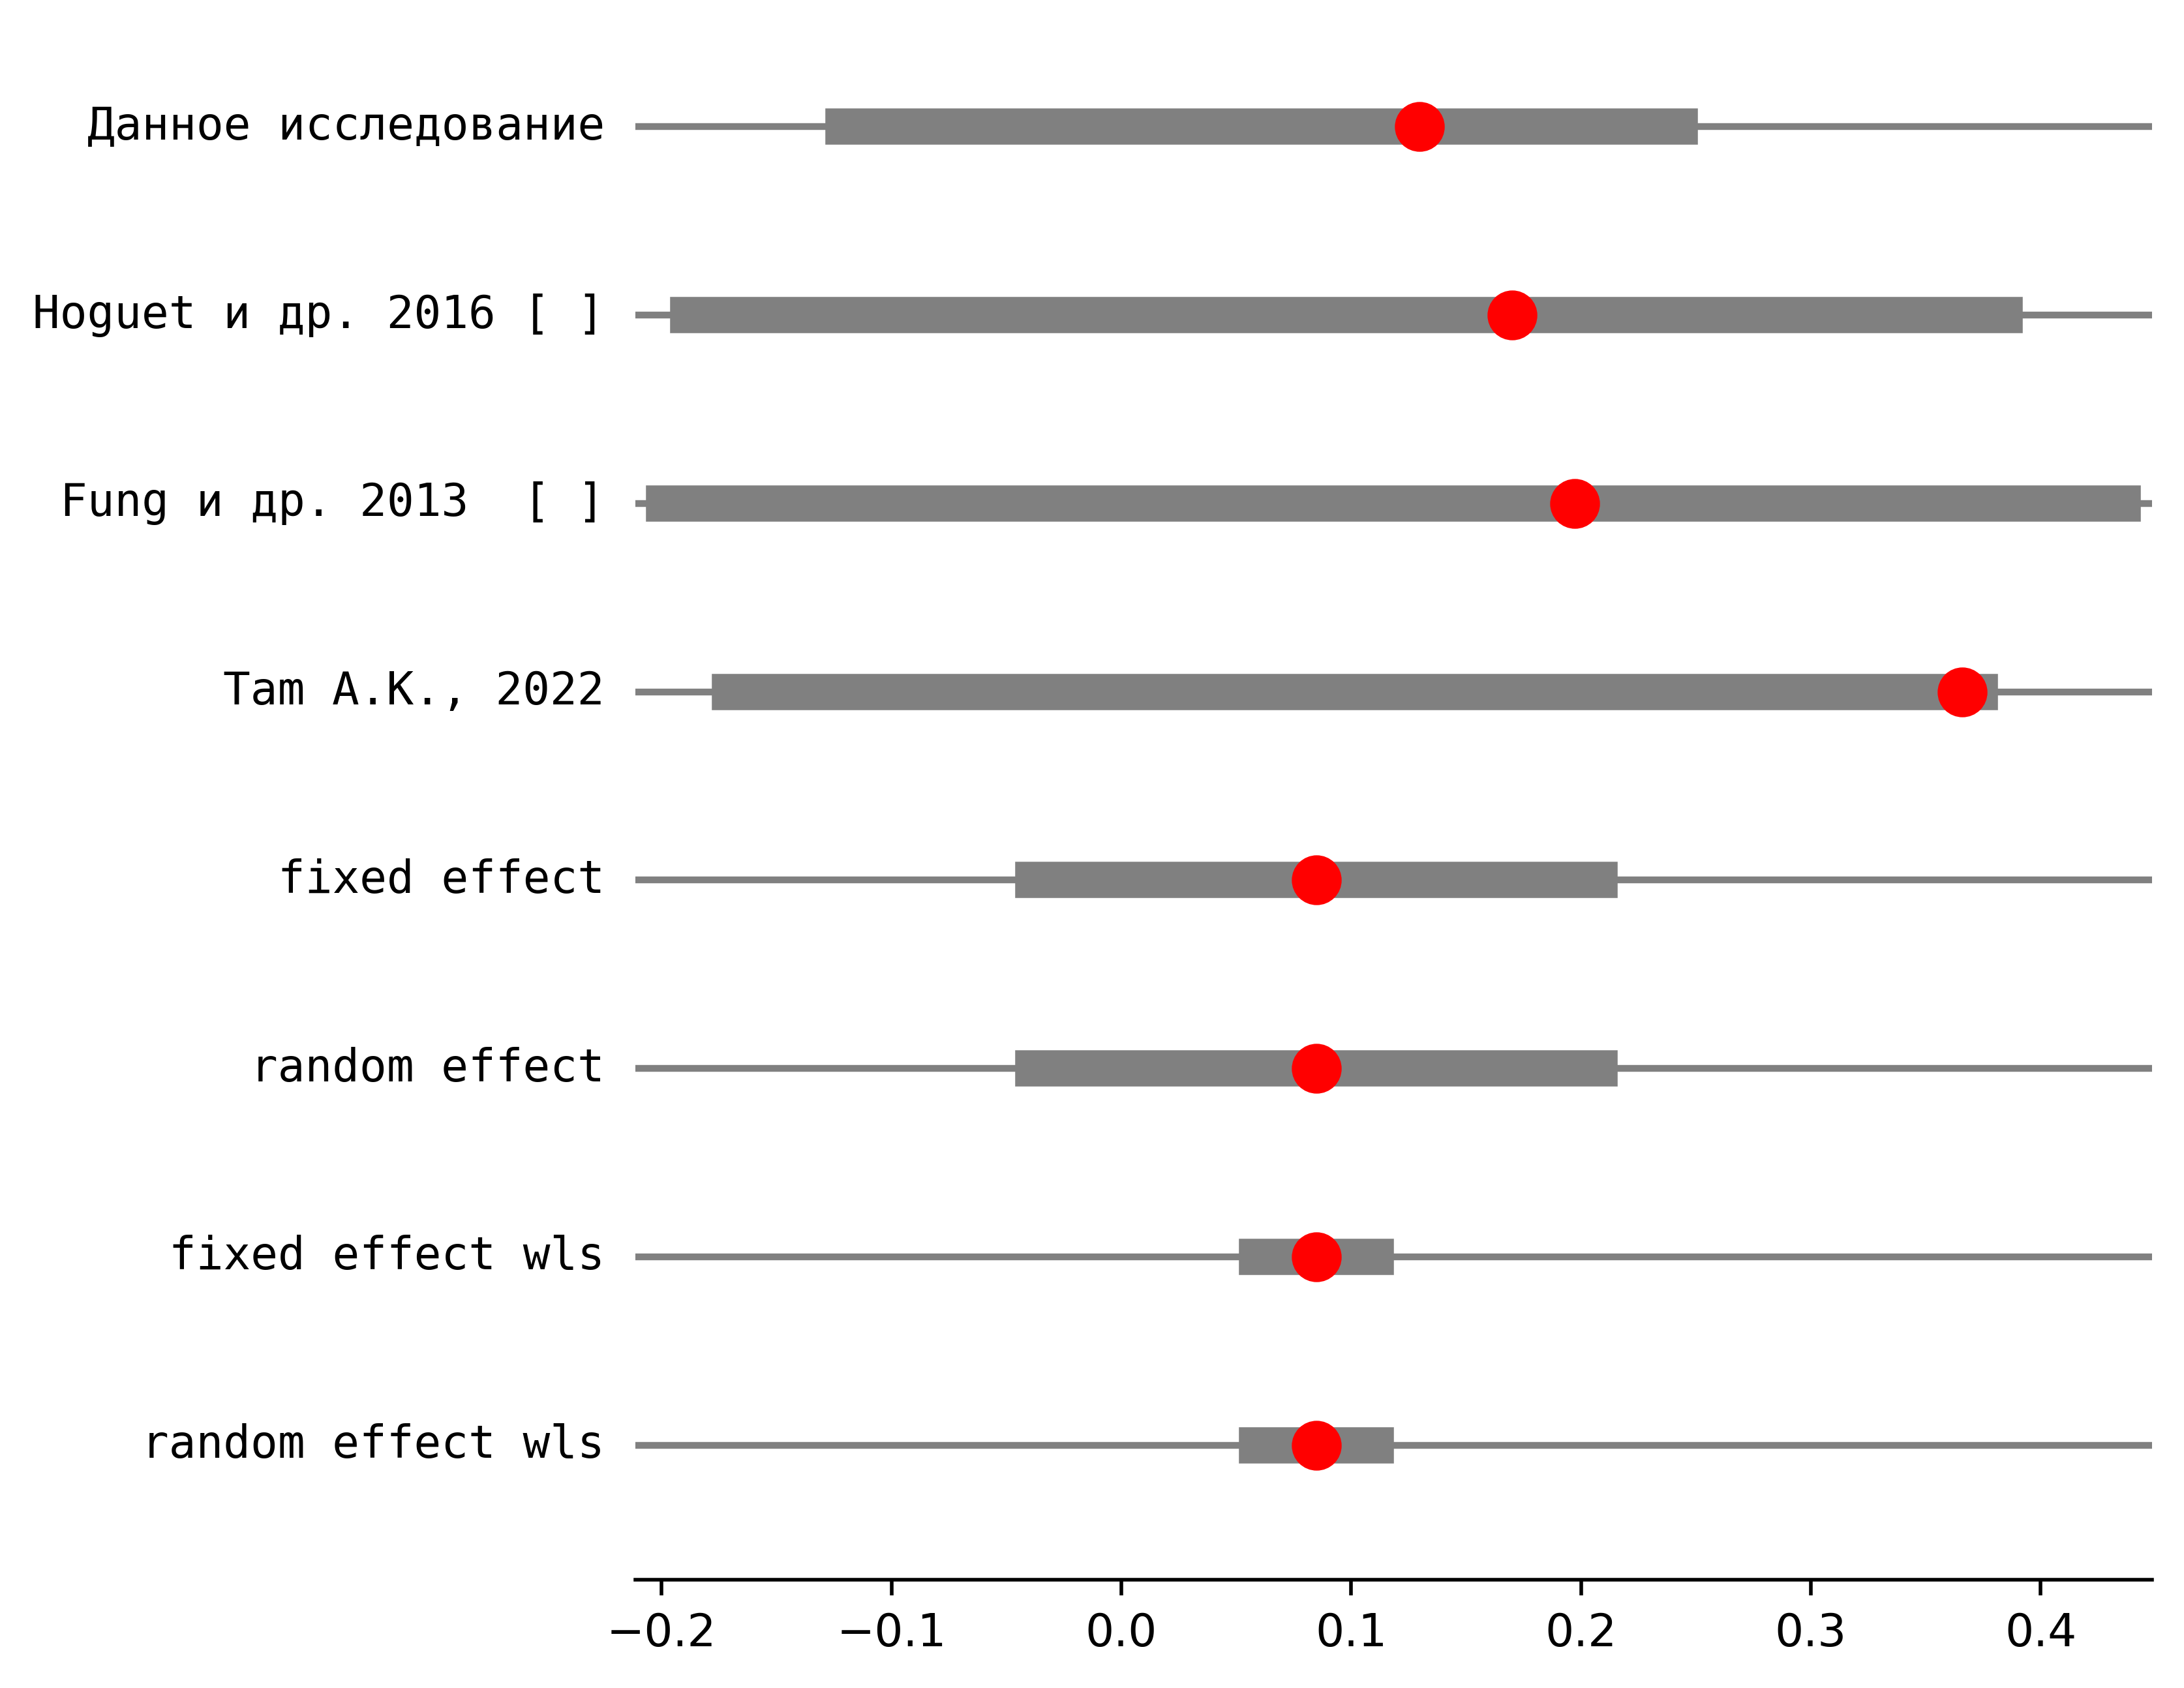 Данное исследование
Hoguet и др. 2016 [ ]
Fung и др. 2013  [ ]
Tam A.K., 2022
fixed effect
random effect
fixed effect wls
random effect wls
−0.2 −0.1 0.0 0.1 0.2 0.3 0.4